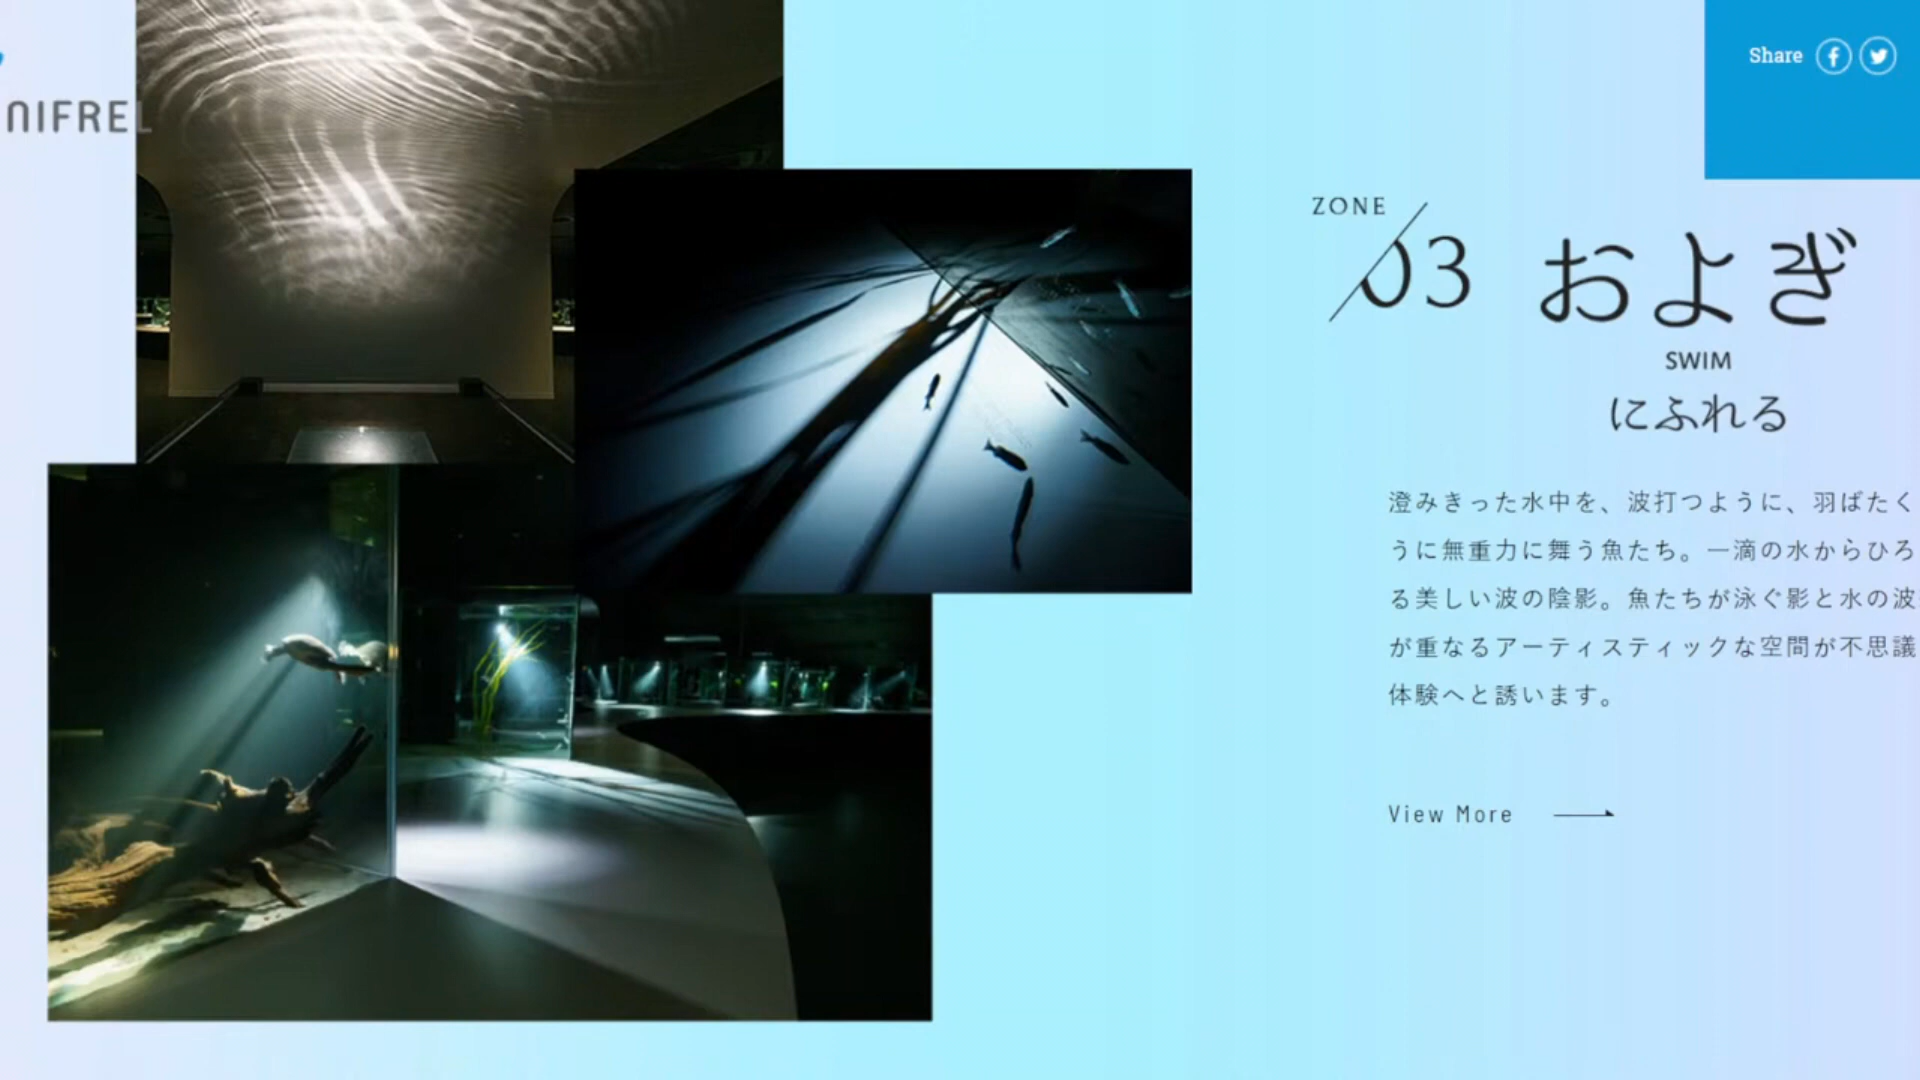 NIFREL
Share
ZONE
03 およぎ
SWIM
にふれる
澄みきった水中を、波打つように、羽ばたく
うに無重力に舞う魚たち。一滴の水からひろ
る美しい波の陰影。魚たちが泳ぐ影と水の波
が重なるアーティスティックな空間が不思議
体験へと誘います。
View More